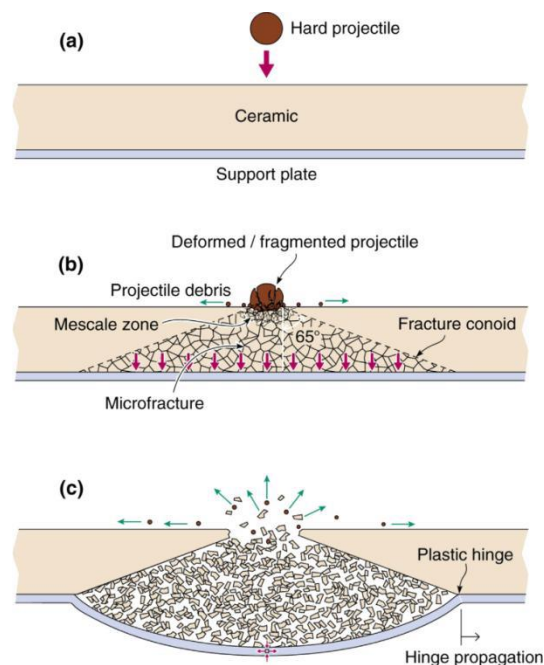 (a)
Hard projectile
Ceramic
Support plate
(b)
Deformed / fragmented projectile
Projectile debris
Mescale zone
65°
Fracture conoid
Microfracture
(c)
Plastic hinge
Hinge propagation